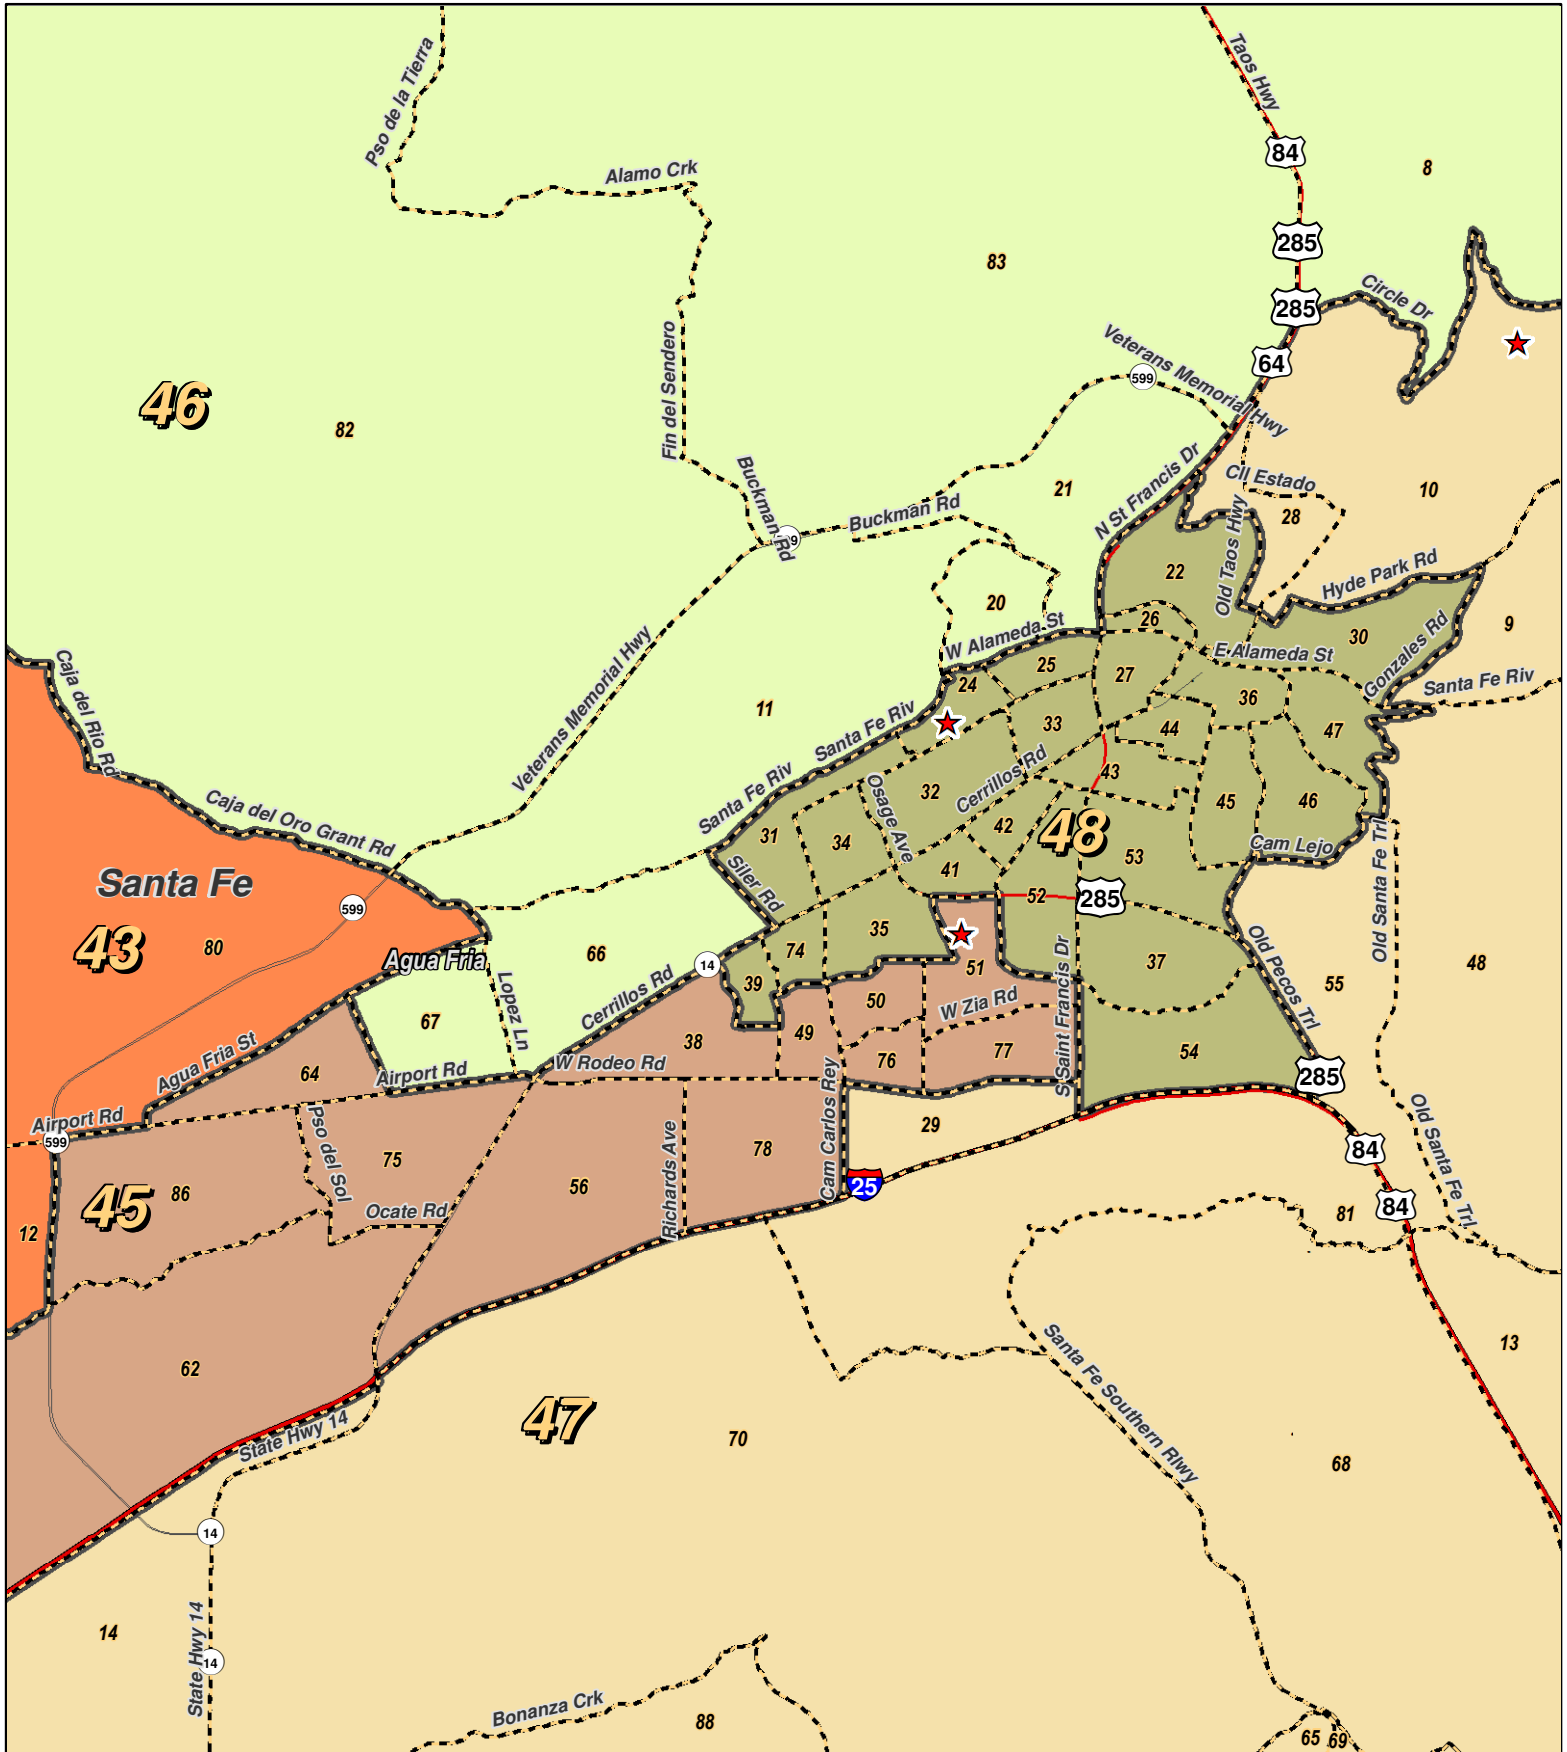 Taos Hwy
Pso de la Tierra
84
8
Alamo Crk
285
83
Circle Dr
285
Fin del Sendero
Veterans Memorial Hwy
64
599
46
82
Buckman Rd
N St Francis Dr
Cll Estado
21
10
Buckman Rd
28
Old Taos Hwy
22
Hyde Park Rd
20
26
9
W Alameda St
30
Gonzales Rd
E Alameda St
Caja del Rio Rd
Veterans Memorial Hwy
25
24
27
36
Santa Fe Riv
11
Santa Fe Riv
33
44
47
Santa Fe Riv
Osage Ave
Cerrillos Rd
43
32
45
46
Caja del Oro Grant Rd
31
34
42
48
53
Cam Lejo
Old Santa Fe Trl
Santa Fe
Siler Rd
41
52
285
599
43
80
35
51
Agua Fria
66
74
14
37
48
Old Pecos Trl
39
55
Lopez Ln
Cerrillos Rd
50
W Zia Rd
S Saint Francis Dr
67
49
38
Agua Fria St
64
Airport Rd
W Rodeo Rd
76
77
54
285
Airport Rd
599
Pso del Sol
Cam Carlos Rey
29
Old Santa Fe Trl
75
Richards Ave
78
84
45
86
56
25
Ocate Rd
81
84
12
62
Santa Fe Southern Rlwy
13
47
State Hwy 14
70
68
14
14
State Hwy 14
14
Bonanza Crk
88
65
69